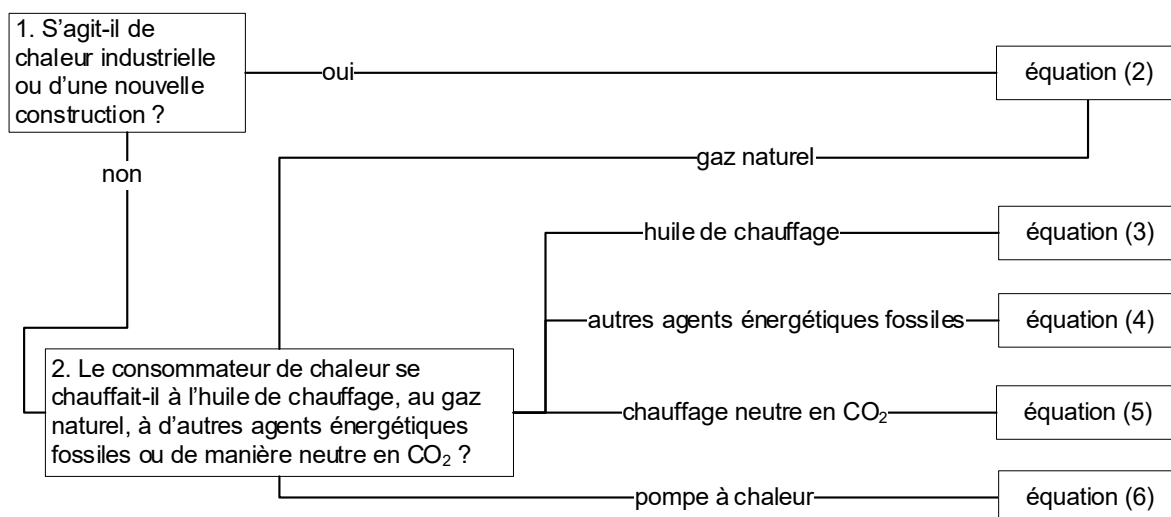 1. S’agit-il de
chaleur industrielle
ou d’une nouvelle
construction ?
oui
équation (2)
non
gaz naturel
huile de chauffage
équation (3)
autres agents énergétiques fossiles
équation (4)
2. Le consommateur de chaleur se
chauffait-il à l’huile de chauffage, au gaz
naturel, à d’autres agents énergétiques
fossiles ou de manière neutre en CO₂ ?
chauffage neutre en CO₂
équation (5)
pompe à chaleur
équation (6)